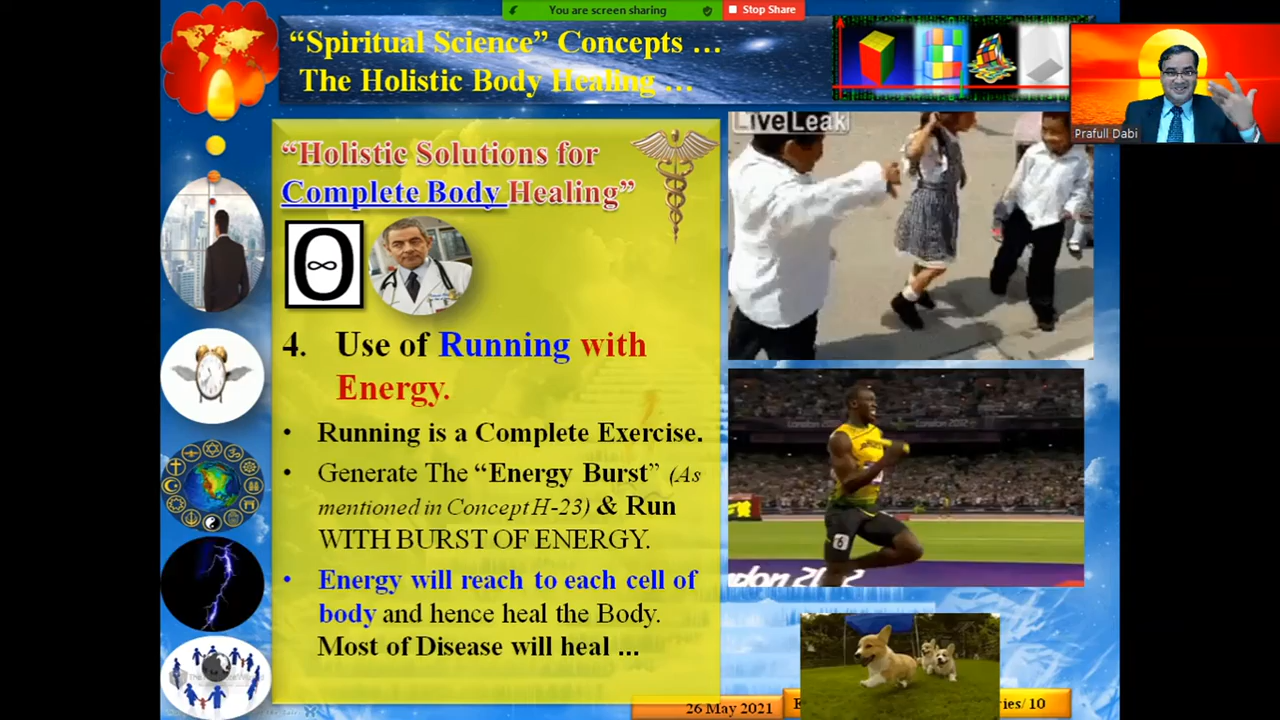 You are screen sharing
Stop Share
“Spiritual Science” Concepts …
The Holistic Body Healing …
Prafull Dabi
LiveLeak
“Holistic Solutions for
Complete Body Healing”
4. Use of Running with
Energy.
• Running is a Complete Exercise.
• Generate The “Energy Burst” (As
mentioned in Concept H-23) & Run
WITH BURST OF ENERGY.
• Energy will reach to each cell of
body and hence heal the Body.
Most of Disease will heal ...
26 May 2021
/ 10